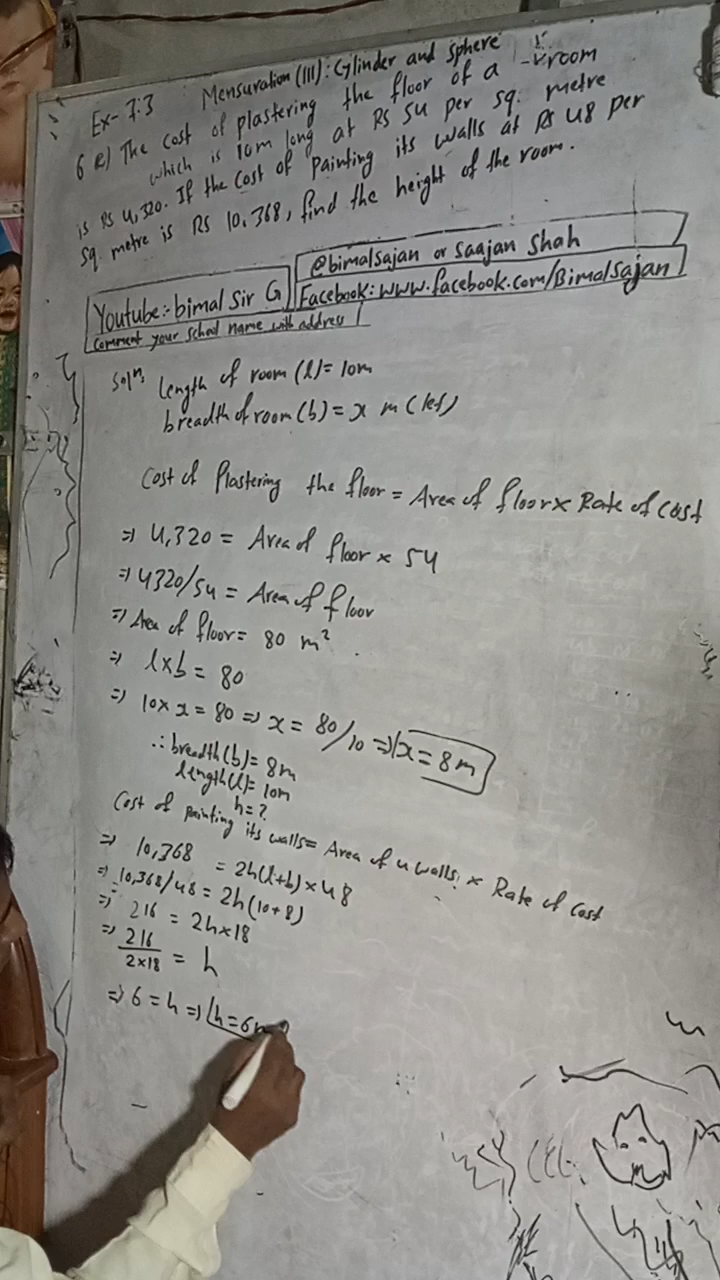 Ex-7.3 Mensuration (III): Cylinder and sphere
6 e) The cost of plastering the floor of a room
which is 10m long at RS 54 per sq. metre
is RS 4,320. If the cost of painting its walls at RS 48 per
sq. metre is RS 10,368, find the height of the room.
@bimalsajan or Saajan Shah
Youtube:- bimal Sir G
Facebook: www.facebook.com/Bimalsajan
Comment your school name with address
Solⁿ, length of room (l) = 10m
breadth of room (b) = x m (let)
Cost of Plastering the floor = Area of floor x Rate of cost
⇒ 4,320 = Area of floor x 54
⇒ 4320/54 = Area of floor
⇒ Area of floor = 80 m²
⇒ l x b = 80
⇒ 10 x x = 80 ⇒ x = 80/10 ⇒ x = 8m
∴ breadth (b) = 8m
length (l) = 10m
h = ?
Cost of painting its walls = Area of 4 walls x Rate of cost
⇒ 10,368 = 2h(l+b) x 48
⇒ 10,368/48 = 2h(10+8)
⇒ 216 = 2h x 18
⇒ 216/2x18 = h
⇒ 6 = h ⇒ h = 6m